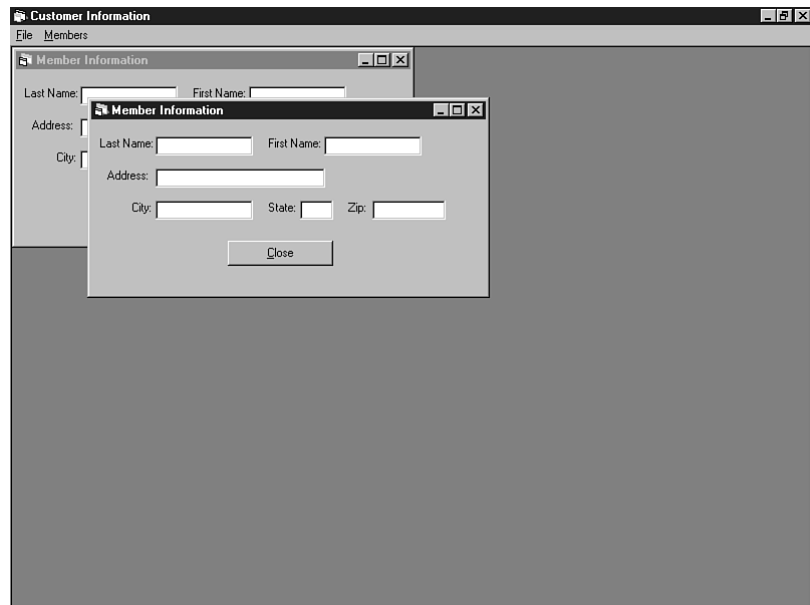 Customer Information
File Members
Member Information
Last Name: First Name:
Address:
City:
Member Information
Last Name: First Name:
Address:
City: State: Zip:
Close